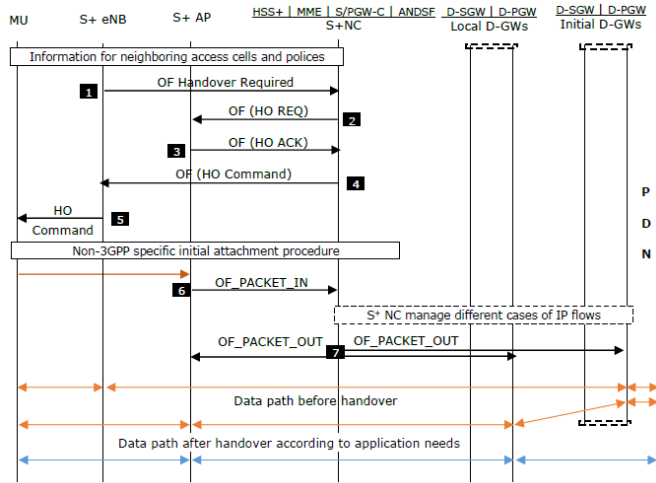 MU
S+ eNB
S+ AP
HSS+ | MME | S/PGW-C | ANDSF
S+NC
D-SGW | D-PGW
Local D-GWs
D-SGW | D-PGW
Initial D-GWs
Information for neighboring access cells and polices
1
OF Handover Required
OF (HO REQ)
2
3
OF (HO ACK)
OF (HO Command)
4
HO
Command
5
P
D
N
Non-3GPP specific initial attachment procedure
6
OF_PACKET_IN
S⁺ NC manage different cases of IP flows
OF_PACKET_OUT
7
OF_PACKET_OUT
Data path before handover
Data path after handover according to application needs